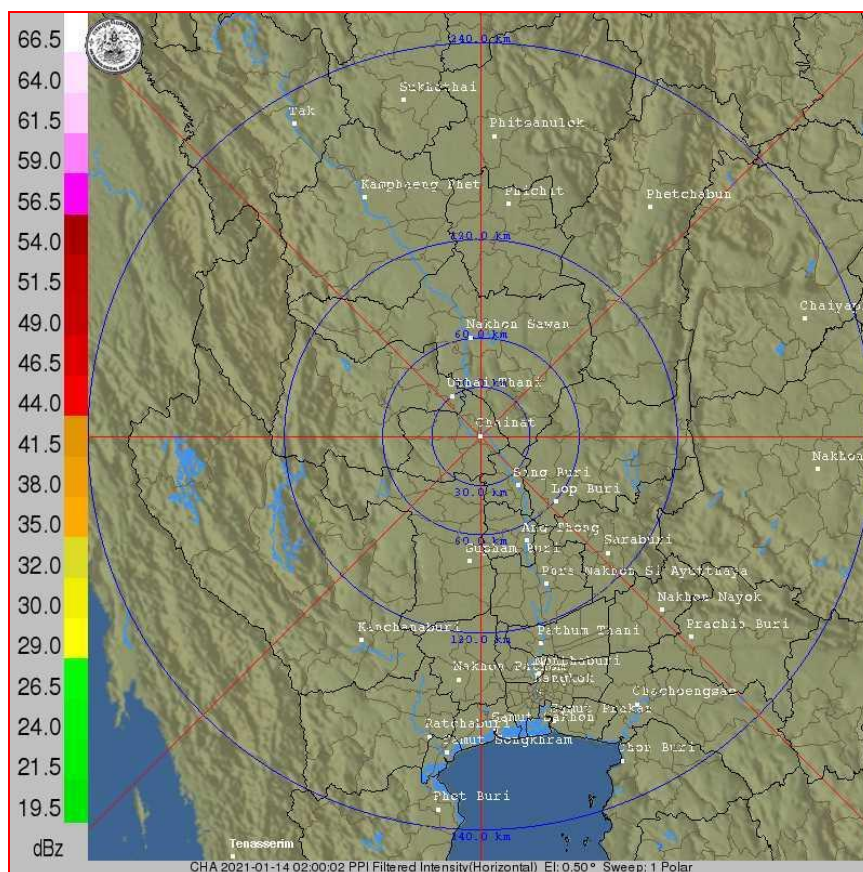 66.5
64.0
61.5
59.0
56.5
54.0
51.5
49.0
46.5
44.0
41.5
38.0
35.0
32.0
30.0
29.0
26.5
24.0
21.5
19.5
dBz
240.0 km
Sukhothai
Tak
Phitsanulok
Kamphaeng Phet
Phichit
Phetchabun
120.0 km
Chaiyap
Nakhon Sawan
60.0 km
Uthai Thani
Chainat
Nakhon
Sing Buri
30.0 km
Lop Buri
Ang Thong
60.0 km
Suphan Buri
Saraburi
Pora Nakhon Si Ayutthaya
Nakhon Nayok
Kanchanaburi
120.0 km
Pathum Thani
Prachin Buri
Nakhon Pathom
Nonthaburi
Bangkok
Chachoengsao
Samut Prakan
Samut Sakhon
Ratchaburi
Samut Songkhram
Chon Buri
Phet Buri
240.0 km
Tenasserim
CHA 2021-01-14 02:00:02 PPI Filtered Intensity(Horizontal) El: 0.50° Sweep: 1 Polar